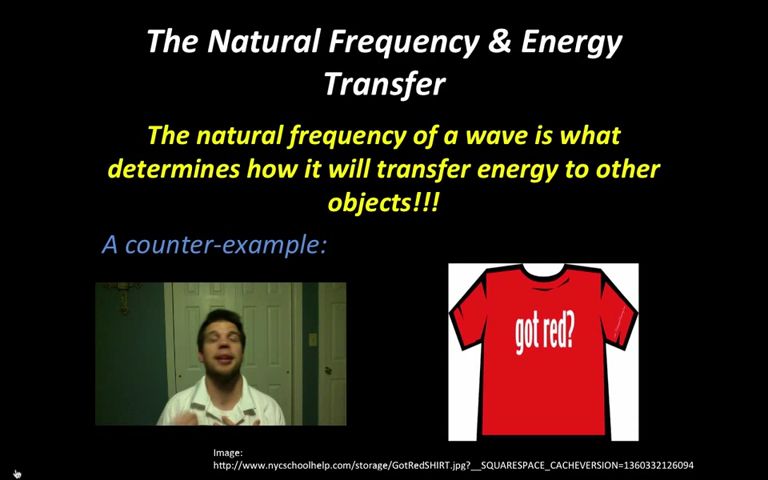 The Natural Frequency & Energy
Transfer
The natural frequency of a wave is what
determines how it will transfer energy to other
objects!!!
A counter-example:
got red?
Image:
http://www.nycschoolhelp.com/storage/GotRedSHIRT.jpg?__SQUARESPACE_CACHEVERSION=1360332126094